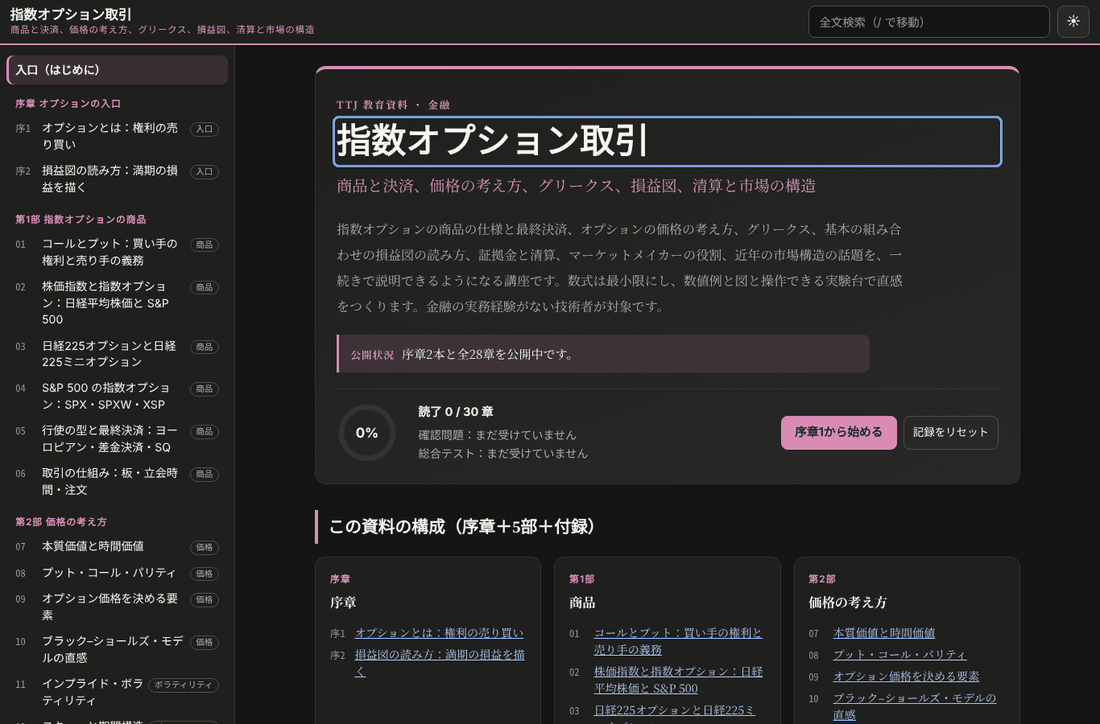 指数オプション取引
商品と決済、価格の考え方、グリークス、損益図、清算と市場の構造
全文検索（/ で移動）
入口（はじめに）
序章 オプションの入口
序1 オプションとは：権利の売り買い 入口
序2 損益図の読み方：満期の損益を描く 入口
第1部 指数オプションの商品
01 コールとプット：買い手の権利と売り手の義務 商品
02 株価指数と指数オプション：日経平均株価と S&P 500 商品
03 日経225オプションと日経225ミニオプション 商品
04 S&P 500 の指数オプション：SPX・SPXW・XSP 商品
05 行使の型と最終決済：ヨーロピアン・差金決済・SQ 商品
06 取引の仕組み：板・立会時間・注文 商品
第2部 価格の考え方
07 本質価値と時間価値 価格
08 プット・コール・パリティ 価格
09 オプション価格を決める要素 価格
10 ブラック–ショールズ・モデルの直感 価格
11 インプライド・ボラティリティ ボラティリティ
TTJ 教育資料 ・ 金融
指数オプション取引
商品と決済、価格の考え方、グリークス、損益図、清算と市場の構造
指数オプションの商品の仕様と最終決済、オプションの価格の考え方、グリークス、基本の組み合
わせの損益図の読み方、証拠金と清算、マーケットメイカーの役割、近年の市場構造の話題を、一
続きで説明できるようになる講座です。数式は最小限にし、数値例と図と操作できる実験台で直感
をつくります。金融の実務経験がない技術者が対象です。
公開状況 序章2本と全28章を公開中です。
0%
読了 0 / 30 章
確認問題：まだ受けていません
総合テスト：まだ受けていません
序章1から始める
記録をリセット
この資料の構成（序章＋5部＋付録）
序章
序章
序1 オプションとは：権利の売り買い
序2 損益図の読み方：満期の損益を描く
第1部
商品
01 コールとプット：買い手の権利と売り手の義務
02 株価指数と指数オプション：日経平均株価と S&P 500
03 日経225オプションと日経225ミ
第2部
価格の考え方
07 本質価値と時間価値
08 プット・コール・パリティ
09 オプション価格を決める要素
10 ブラック–ショールズ・モデルの直感